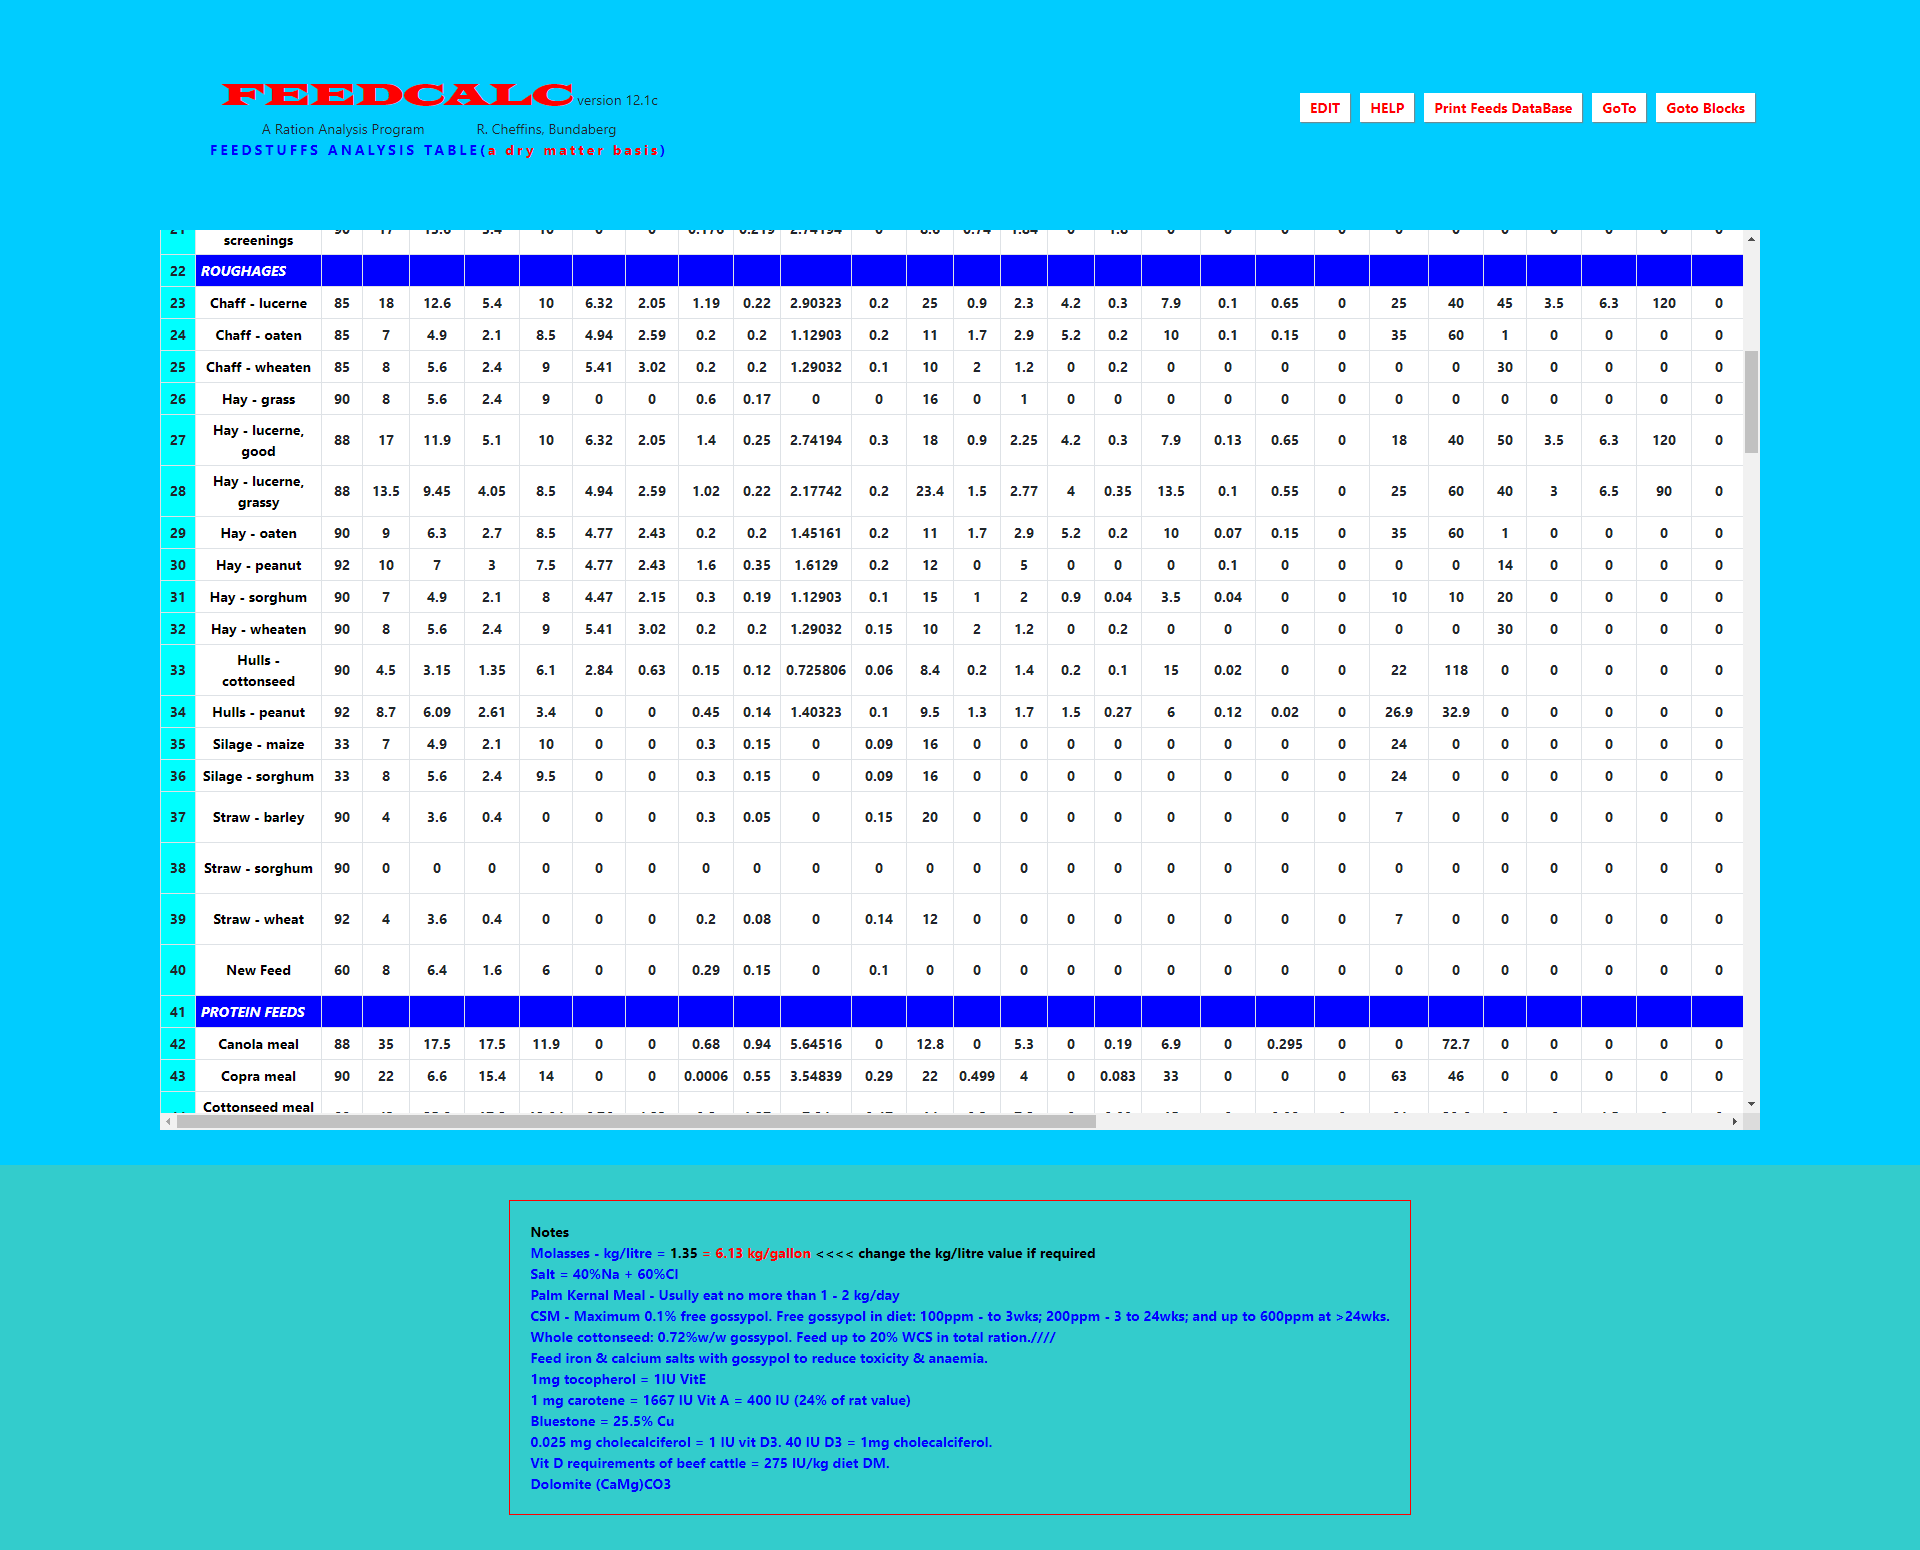 FEEDCALC version 12.1c
A Ration Analysis Program R. Cheffins, Bundaberg
FEEDSTUFFS ANALYSIS TABLE(a dry matter basis)
EDIT HELP Print Feeds DataBase GoTo Goto Blocks
screenings
22 ROUGHAGES
23 Chaff - lucerne 85 18 12.6 5.4 10 6.32 2.05 1.19 0.22 2.90323 0.2 25 0.9 2.3 4.2 0.3 7.9 0.1 0.65 0 25 40 45 3.5 6.3 120 0
24 Chaff - oaten 85 7 4.9 2.1 8.5 4.94 2.59 0.2 0.2 1.12903 0.2 11 1.7 2.9 5.2 0.2 10 0.1 0.15 0 35 60 1 0 0 0 0
25 Chaff - wheaten 85 8 5.6 2.4 9 5.41 3.02 0.2 0.2 1.29032 0.1 10 2 1.2 0 0.2 0 0 0 0 0 0 30 0 0 0 0
26 Hay - grass 90 8 5.6 2.4 9 0 0 0.6 0.17 0 0 16 0 1 0 0 0 0 0 0 0 0 0 0 0 0 0
27 Hay - lucerne, good 88 17 11.9 5.1 10 6.32 2.05 1.4 0.25 2.74194 0.3 18 0.9 2.25 4.2 0.3 7.9 0.13 0.65 0 18 40 50 3.5 6.3 120 0
28 Hay - lucerne, grassy 88 13.5 9.45 4.05 8.5 4.94 2.59 1.02 0.22 2.17742 0.2 23.4 1.5 2.77 4 0.35 13.5 0.1 0.55 0 25 60 40 3 6.5 90 0
29 Hay - oaten 90 9 6.3 2.7 8.5 4.77 2.43 0.2 0.2 1.45161 0.2 11 1.7 2.9 5.2 0.2 10 0.07 0.15 0 35 60 1 0 0 0 0
30 Hay - peanut 92 10 7 3 7.5 4.77 2.43 1.6 0.35 1.6129 0.2 12 0 5 0 0 0 0.1 0 0 0 0 14 0 0 0 0
31 Hay - sorghum 90 7 4.9 2.1 8 4.47 2.15 0.3 0.19 1.12903 0.1 15 1 2 0.9 0.04 3.5 0.04 0 0 10 10 20 0 0 0 0
32 Hay - wheaten 90 8 5.6 2.4 9 5.41 3.02 0.2 0.2 1.29032 0.15 10 2 1.2 0 0.2 0 0 0 0 0 0 30 0 0 0 0
33 Hulls - cottonseed 90 4.5 3.15 1.35 6.1 2.84 0.63 0.15 0.12 0.725806 0.06 8.4 0.2 1.4 0.2 0.1 15 0.02 0 0 22 118 0 0 0 0 0
34 Hulls - peanut 92 8.7 6.09 2.61 3.4 0 0 0.45 0.14 1.40323 0.1 9.5 1.3 1.7 1.5 0.27 6 0.12 0.02 0 26.9 32.9 0 0 0 0 0
35 Silage - maize 33 7 4.9 2.1 10 0 0 0.3 0.15 0 0.09 16 0 0 0 0 0 0 0 0 24 0 0 0 0 0 0
36 Silage - sorghum 33 8 5.6 2.4 9.5 0 0 0.3 0.15 0 0.09 16 0 0 0 0 0 0 0 0 24 0 0 0 0 0 0
37 Straw - barley 90 4 3.6 0.4 0 0 0 0.3 0.05 0 0.15 20 0 0 0 0 0 0 0 0 7 0 0 0 0 0 0
38 Straw - sorghum 90 0 0 0 0 0 0 0 0 0 0 0 0 0 0 0 0 0 0 0 0 0 0 0 0 0 0
39 Straw - wheat 92 4 3.6 0.4 0 0 0 0.2 0.08 0 0.14 12 0 0 0 0 0 0 0 0 7 0 0 0 0 0 0
40 New Feed 60 8 6.4 1.6 6 0 0 0.29 0.15 0 0.1 0 0 0 0 0 0 0 0 0 0 0 0 0 0 0 0
41 PROTEIN FEEDS
42 Canola meal 88 35 17.5 17.5 11.9 0 0 0.68 0.94 5.64516 0 12.8 0 5.3 0 0.19 6.9 0 0.295 0 0 72.7 0 0 0 0 0
43 Copra meal 90 22 6.6 15.4 14 0 0 0.0006 0.55 3.54839 0.29 22 0.499 4 0 0.083 33 0 0 0 63 46 0 0 0 0 0
Cottonseed meal
Notes
Molasses - kg/litre = 1.35 = 6.13 kg/gallon <<<< change the kg/litre value if required
Salt = 40%Na + 60%Cl
Palm Kernal Meal - Usully eat no more than 1 - 2 kg/day
CSM - Maximum 0.1% free gossypol. Free gossypol in diet: 100ppm - to 3wks; 200ppm - 3 to 24wks; and up to 600ppm at >24wks.
Whole cottonseed: 0.72%w/w gossypol. Feed up to 20% WCS in total ration.////
Feed iron & calcium salts with gossypol to reduce toxicity & anaemia.
1mg tocopherol = 1IU VitE
1 mg carotene = 1667 IU Vit A = 400 IU (24% of rat value)
Bluestone = 25.5% Cu
0.025 mg cholecalciferol = 1 IU vit D3. 40 IU D3 = 1mg cholecalciferol.
Vit D requirements of beef cattle = 275 IU/kg diet DM.
Dolomite (CaMg)CO3